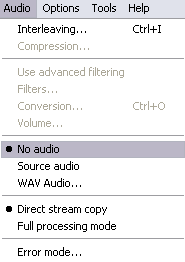 Audio Options Tools Help
Interleaving... Ctrl+I
Compression...
Use advanced filtering
Filters...
Conversion... Ctrl+O
Volume...
No audio
Source audio
WAV Audio...
Direct stream copy
Full processing mode
Error mode...